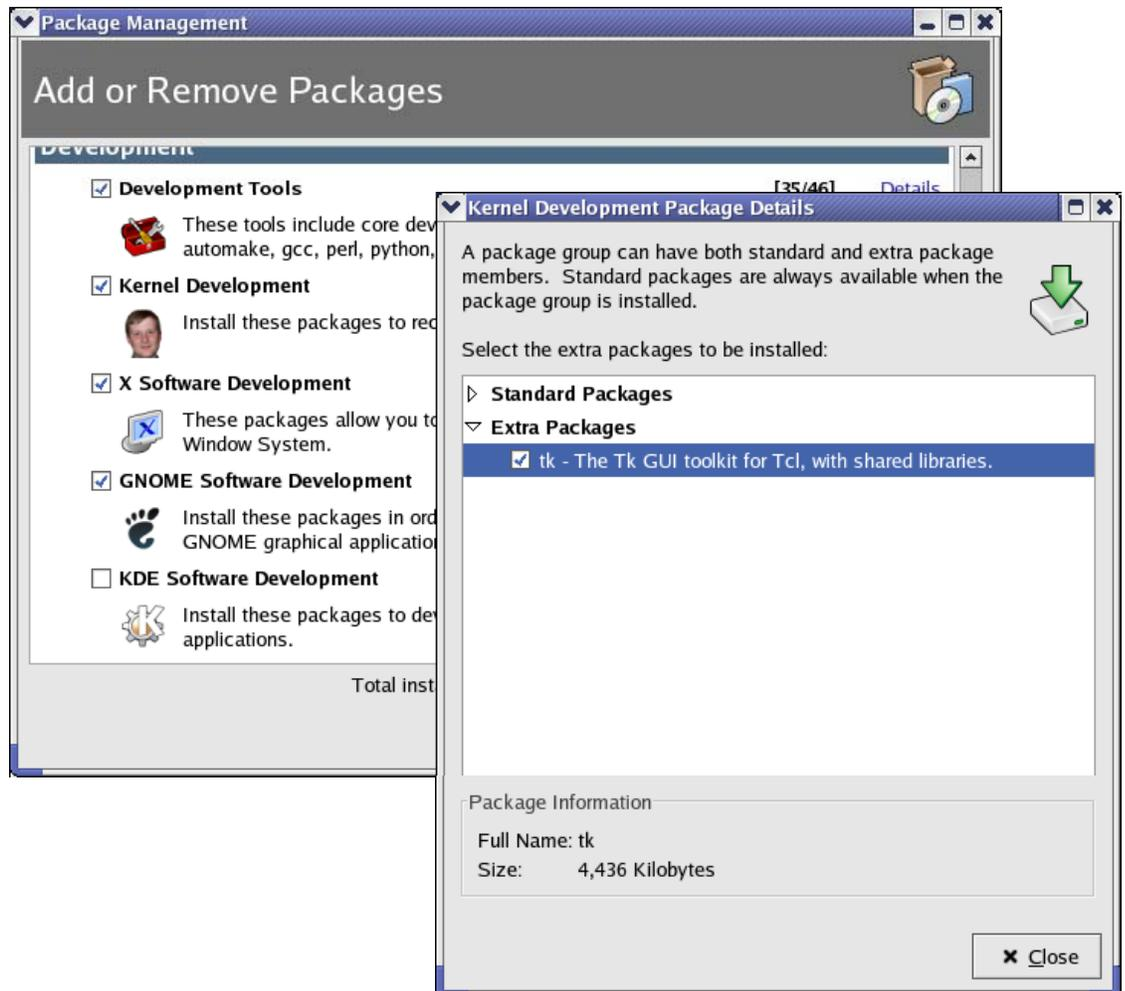 Package Management
Add or Remove Packages
Development
Development Tools [35/46] Details
These tools include core dev
automake, gcc, perl, python,
Kernel Development
Install these packages to rec
X Software Development
These packages allow you to
Window System.
GNOME Software Development
Install these packages in ord
GNOME graphical application
KDE Software Development
Install these packages to dev
applications.
Total inst
Kernel Development Package Details
A package group can have both standard and extra package
members. Standard packages are always available when the
package group is installed.
Select the extra packages to be installed:
Standard Packages
Extra Packages
tk - The Tk GUI toolkit for Tcl, with shared libraries.
Package Information
Full Name: tk
Size: 4,436 Kilobytes
Close